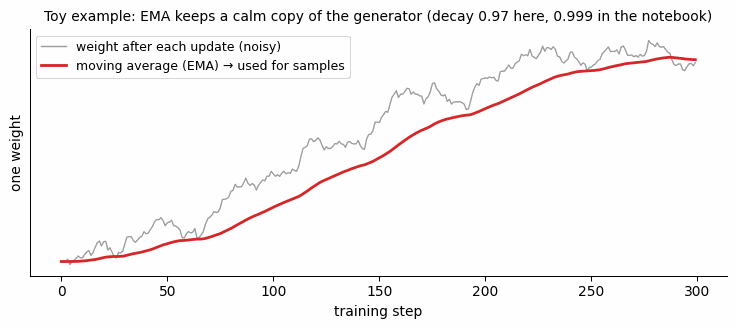 Toy example: EMA keeps a calm copy of the generator (decay 0.97 here, 0.999 in the notebook)
weight after each update (noisy)
moving average (EMA) → used for samples
one weight
0 50 100 150 200 250 300
training step